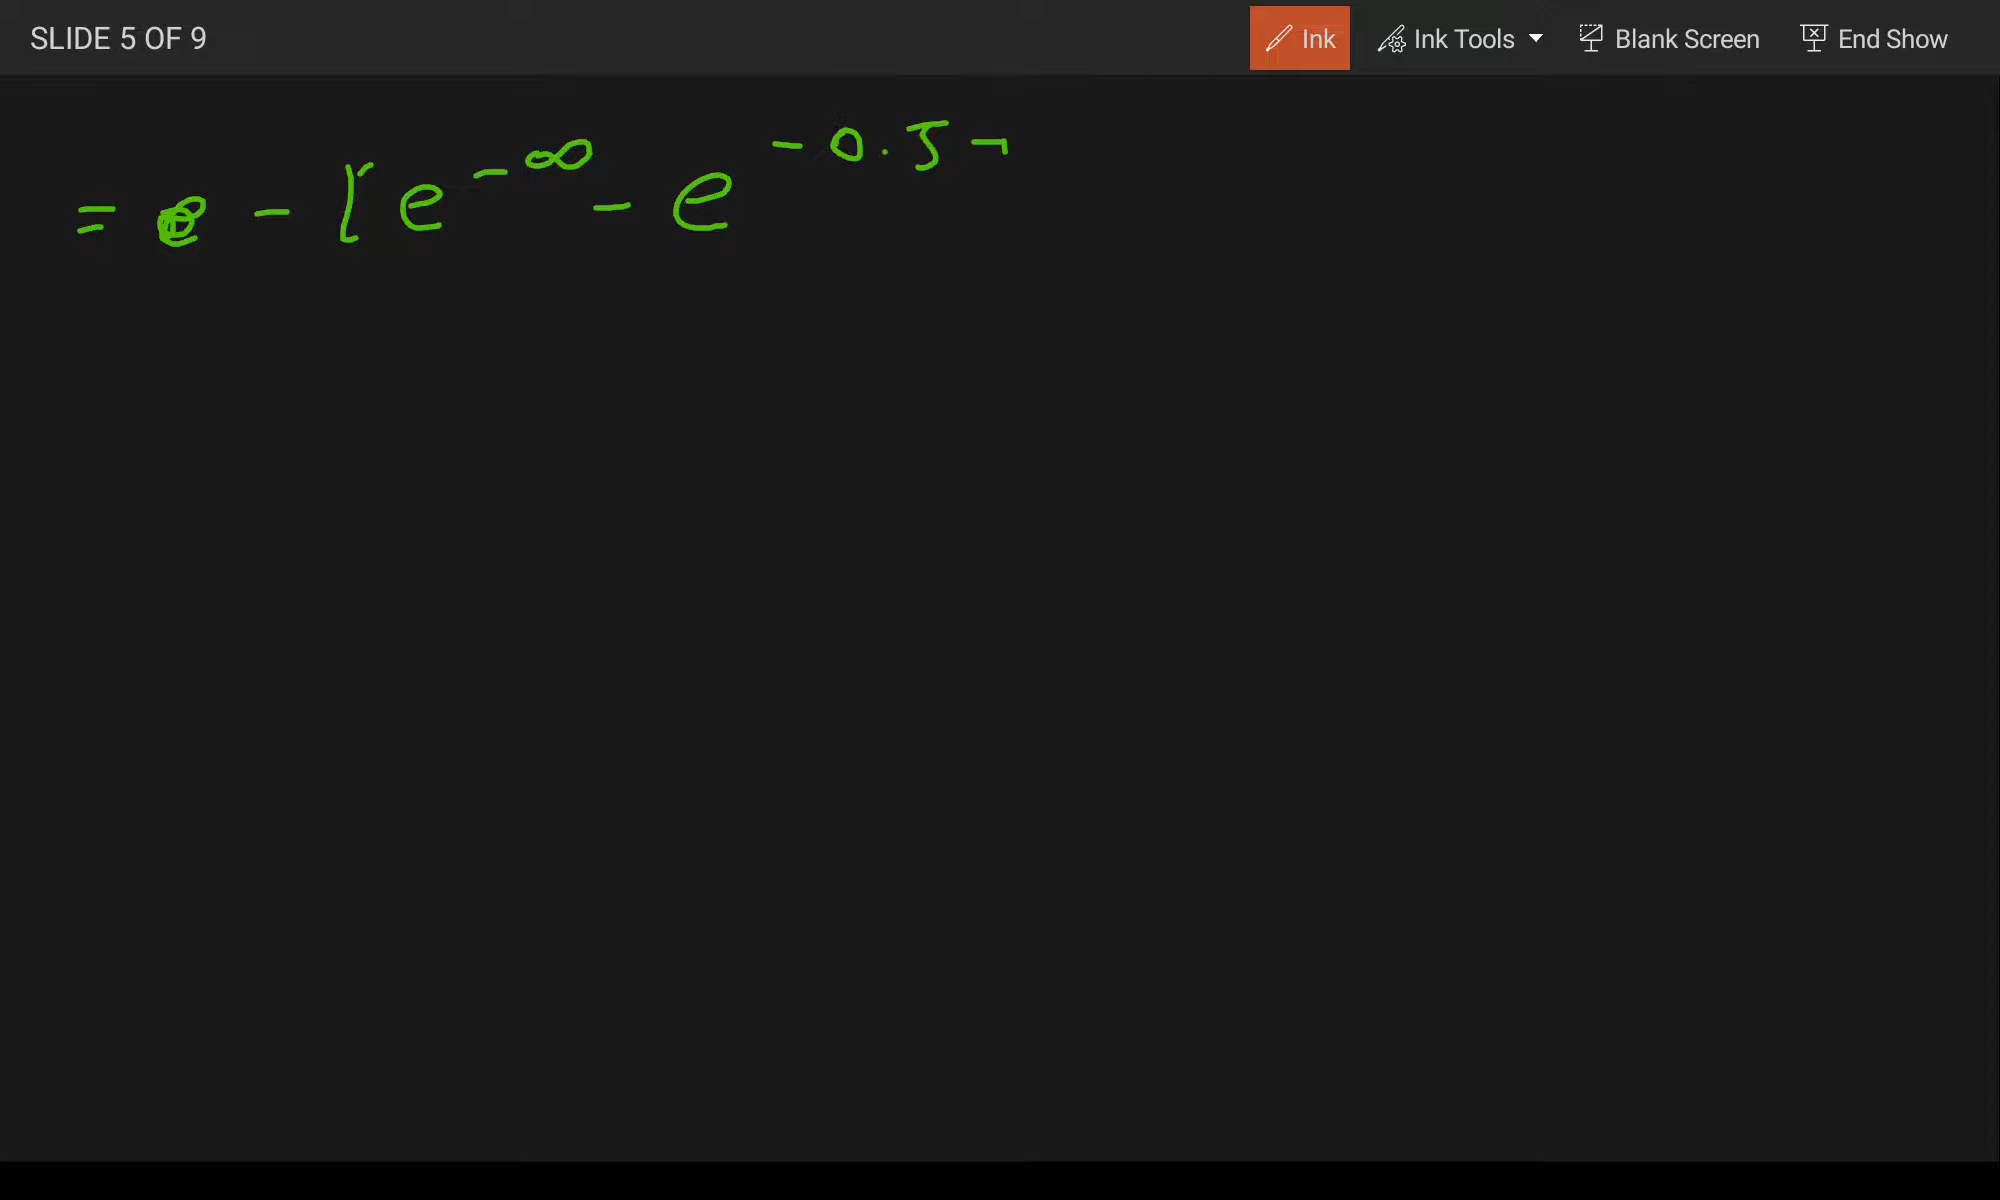 SLIDE 5 OF 9
Ink
Ink Tools
Blank Screen
End Show
= - [e^{-∞} - e^{-0.5¬}